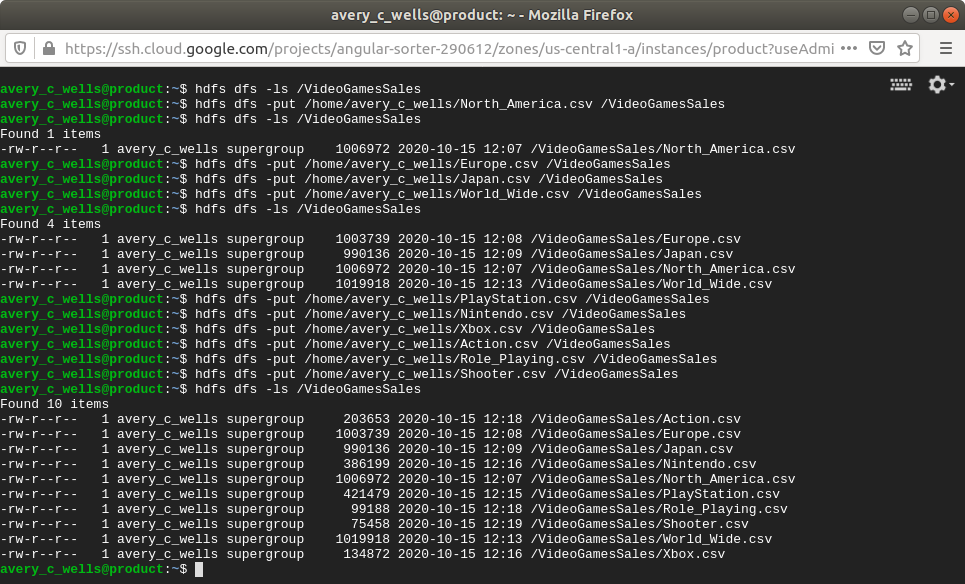 avery_c_wells@product: ~ - Mozilla Firefox
https://ssh.cloud.google.com/projects/angular-sorter-290612/zones/us-central1-a/instances/product?useAdmi
avery_c_wells@product:~$ hdfs dfs -ls /VideoGamesSales
avery_c_wells@product:~$ hdfs dfs -put /home/avery_c_wells/North_America.csv /VideoGamesSales
avery_c_wells@product:~$ hdfs dfs -ls /VideoGamesSales
Found 1 items
-rw-r--r--   1 avery_c_wells supergroup    1006972 2020-10-15 12:07 /VideoGamesSales/North_America.csv
avery_c_wells@product:~$ hdfs dfs -put /home/avery_c_wells/Europe.csv /VideoGamesSales
avery_c_wells@product:~$ hdfs dfs -put /home/avery_c_wells/Japan.csv /VideoGamesSales
avery_c_wells@product:~$ hdfs dfs -put /home/avery_c_wells/World_Wide.csv /VideoGamesSales
avery_c_wells@product:~$ hdfs dfs -ls /VideoGamesSales
Found 4 items
-rw-r--r--   1 avery_c_wells supergroup    1003739 2020-10-15 12:08 /VideoGamesSales/Europe.csv
-rw-r--r--   1 avery_c_wells supergroup     990136 2020-10-15 12:09 /VideoGamesSales/Japan.csv
-rw-r--r--   1 avery_c_wells supergroup    1006972 2020-10-15 12:07 /VideoGamesSales/North_America.csv
-rw-r--r--   1 avery_c_wells supergroup    1019918 2020-10-15 12:13 /VideoGamesSales/World_Wide.csv
avery_c_wells@product:~$ hdfs dfs -put /home/avery_c_wells/PlayStation.csv /VideoGamesSales
avery_c_wells@product:~$ hdfs dfs -put /home/avery_c_wells/Nintendo.csv /VideoGamesSales
avery_c_wells@product:~$ hdfs dfs -put /home/avery_c_wells/Xbox.csv /VideoGamesSales
avery_c_wells@product:~$ hdfs dfs -put /home/avery_c_wells/Action.csv /VideoGamesSales
avery_c_wells@product:~$ hdfs dfs -put /home/avery_c_wells/Role_Playing.csv /VideoGamesSales
avery_c_wells@product:~$ hdfs dfs -put /home/avery_c_wells/Shooter.csv /VideoGamesSales
avery_c_wells@product:~$ hdfs dfs -ls /VideoGamesSales
Found 10 items
-rw-r--r--   1 avery_c_wells supergroup     203653 2020-10-15 12:18 /VideoGamesSales/Action.csv
-rw-r--r--   1 avery_c_wells supergroup    1003739 2020-10-15 12:08 /VideoGamesSales/Europe.csv
-rw-r--r--   1 avery_c_wells supergroup     990136 2020-10-15 12:09 /VideoGamesSales/Japan.csv
-rw-r--r--   1 avery_c_wells supergroup     386199 2020-10-15 12:16 /VideoGamesSales/Nintendo.csv
-rw-r--r--   1 avery_c_wells supergroup    1006972 2020-10-15 12:07 /VideoGamesSales/North_America.csv
-rw-r--r--   1 avery_c_wells supergroup     421479 2020-10-15 12:15 /VideoGamesSales/PlayStation.csv
-rw-r--r--   1 avery_c_wells supergroup      99188 2020-10-15 12:18 /VideoGamesSales/Role_Playing.csv
-rw-r--r--   1 avery_c_wells supergroup      75458 2020-10-15 12:19 /VideoGamesSales/Shooter.csv
-rw-r--r--   1 avery_c_wells supergroup    1019918 2020-10-15 12:13 /VideoGamesSales/World_Wide.csv
-rw-r--r--   1 avery_c_wells supergroup     134872 2020-10-15 12:16 /VideoGamesSales/Xbox.csv
avery_c_wells@product:~$